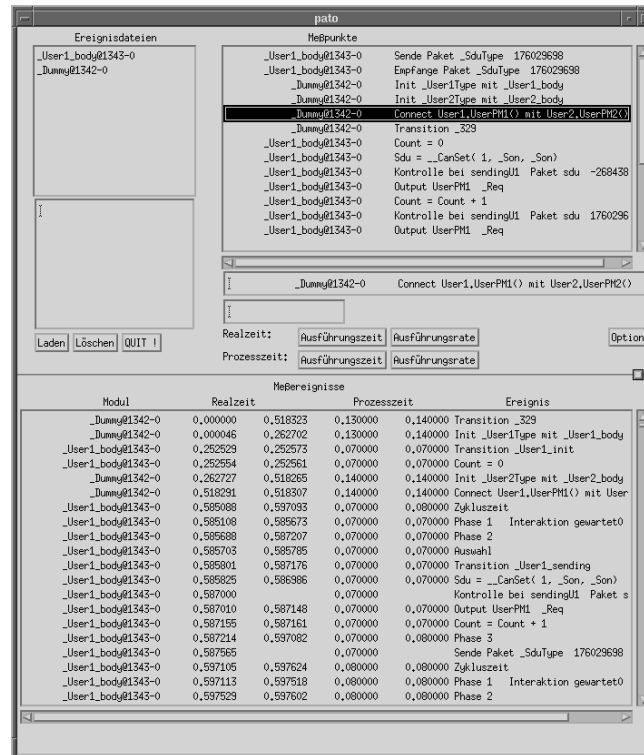 pato
Ereignisdateien
_User1_body@1343-0
_Dummy@1342-0
Meßpunkte
_User1_body@1343-0 Sende Paket _SduType 176029698
_User1_body@1343-0 Empfange Paket _SduType 176029698
_Dummy@1342-0 Init _User1Type mit _User1_body
_Dummy@1342-0 Init _User2Type mit _User2_body
_Dummy@1342-0 Connect User1.UserPM1() mit User2.UserPM2()
_Dummy@1342-0 Transition _329
_User1_body@1343-0 Count = 0
_User1_body@1343-0 Sdu = __CanSet( 1, _Son, _Son)
_User1_body@1343-0 Kontrolle bei sendingU1 Paket sdu -268438
_User1_body@1343-0 Output UserPM1 _Req
_User1_body@1343-0 Count = Count + 1
_User1_body@1343-0 Kontrolle bei sendingU1 Paket sdu 1760296
_User1_body@1343-0 Output UserPM1 _Req
_Dummy@1342-0 Connect User1.UserPM1() mit User2.UserPM2()
Laden Löschen QUIT !
Realzeit: Ausführungszeit Ausführungsrate Option
Prozesszeit: Ausführungszeit Ausführungsrate
Meßereignisse
Modul Realzeit Prozesszeit Ereignis
_Dummy@1342-0 0.000000 0.518323 0.130000 0.140000 Transition _329
_Dummy@1342-0 0.000046 0.262702 0.130000 0.140000 Init _User1Type mit _User1_body
_User1_body@1343-0 0.252529 0.252573 0.070000 0.070000 Transition _User1_init
_User1_body@1343-0 0.252554 0.252561 0.070000 0.070000 Count = 0
_Dummy@1342-0 0.262727 0.518265 0.140000 0.140000 Init _User2Type mit _User2_body
_Dummy@1342-0 0.518291 0.518307 0.140000 0.140000 Connect User1.UserPM1() mit User
_User1_body@1343-0 0.585088 0.597093 0.070000 0.080000 Zykluszeit
_User1_body@1343-0 0.585108 0.585673 0.070000 0.070000 Phase 1 Interaktion gewartet0
_User1_body@1343-0 0.585688 0.587207 0.070000 0.070000 Phase 2
_User1_body@1343-0 0.585703 0.585785 0.070000 0.070000 Auswahl
_User1_body@1343-0 0.585801 0.587176 0.070000 0.070000 Transition _User1_sending
_User1_body@1343-0 0.585825 0.586986 0.070000 0.070000 Sdu = __CanSet( 1, _Son, _Son)
_User1_body@1343-0 0.587000 0.070000 Kontrolle bei sendingU1 Paket s
_User1_body@1343-0 0.587010 0.587148 0.070000 0.070000 Output UserPM1 _Req
_User1_body@1343-0 0.587155 0.587161 0.070000 0.070000 Count = Count + 1
_User1_body@1343-0 0.587214 0.597082 0.070000 0.080000 Phase 3
_User1_body@1343-0 0.587565 0.070000 Sende Paket _SduType 176029698
_User1_body@1343-0 0.597105 0.597624 0.080000 0.080000 Zykluszeit
_User1_body@1343-0 0.597113 0.597518 0.080000 0.080000 Phase 1 Interaktion gewartet0
_User1_body@1343-0 0.597529 0.597602 0.080000 0.080000 Phase 2